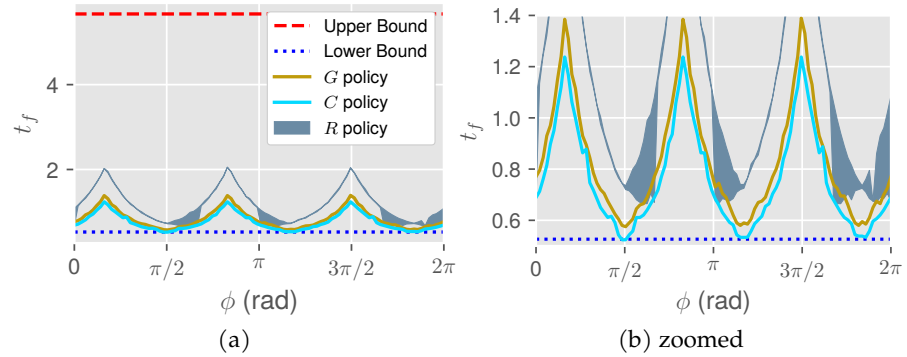 Upper Bound
Lower Bound
G policy
C policy
R policy
t_f
6
4
2
0 π/2 π 3π/2 2π
ϕ (rad)
(a)
t_f
1.4
1.2
1.0
0.8
0.6
0 π/2 π 3π/2 2π
ϕ (rad)
(b) zoomed